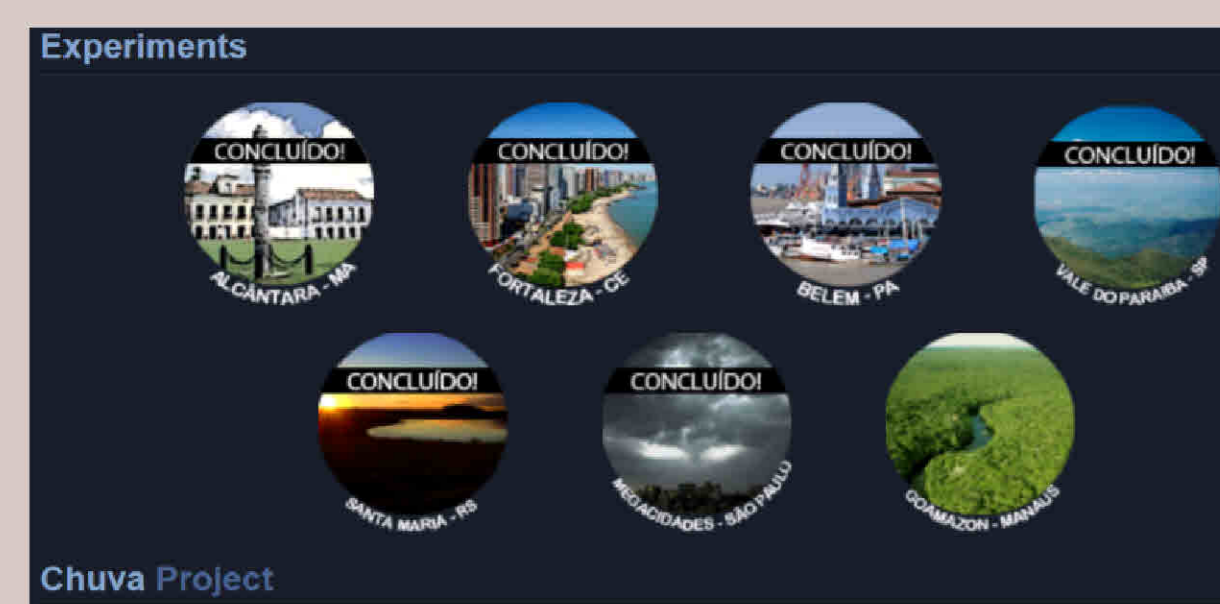 Experiments
CONCLUÍDO!
ALCÂNTARA - MA
CONCLUÍDO!
FORTALEZA - CE
CONCLUÍDO!
BELEM - PA
CONCLUÍDO!
VALE DO PARAIBA - SP
CONCLUÍDO!
SANTA MARIA - RS
CONCLUÍDO!
MEGACIDADES - SÃO PAULO
GOAMAZON - MANAUS
Chuva Project